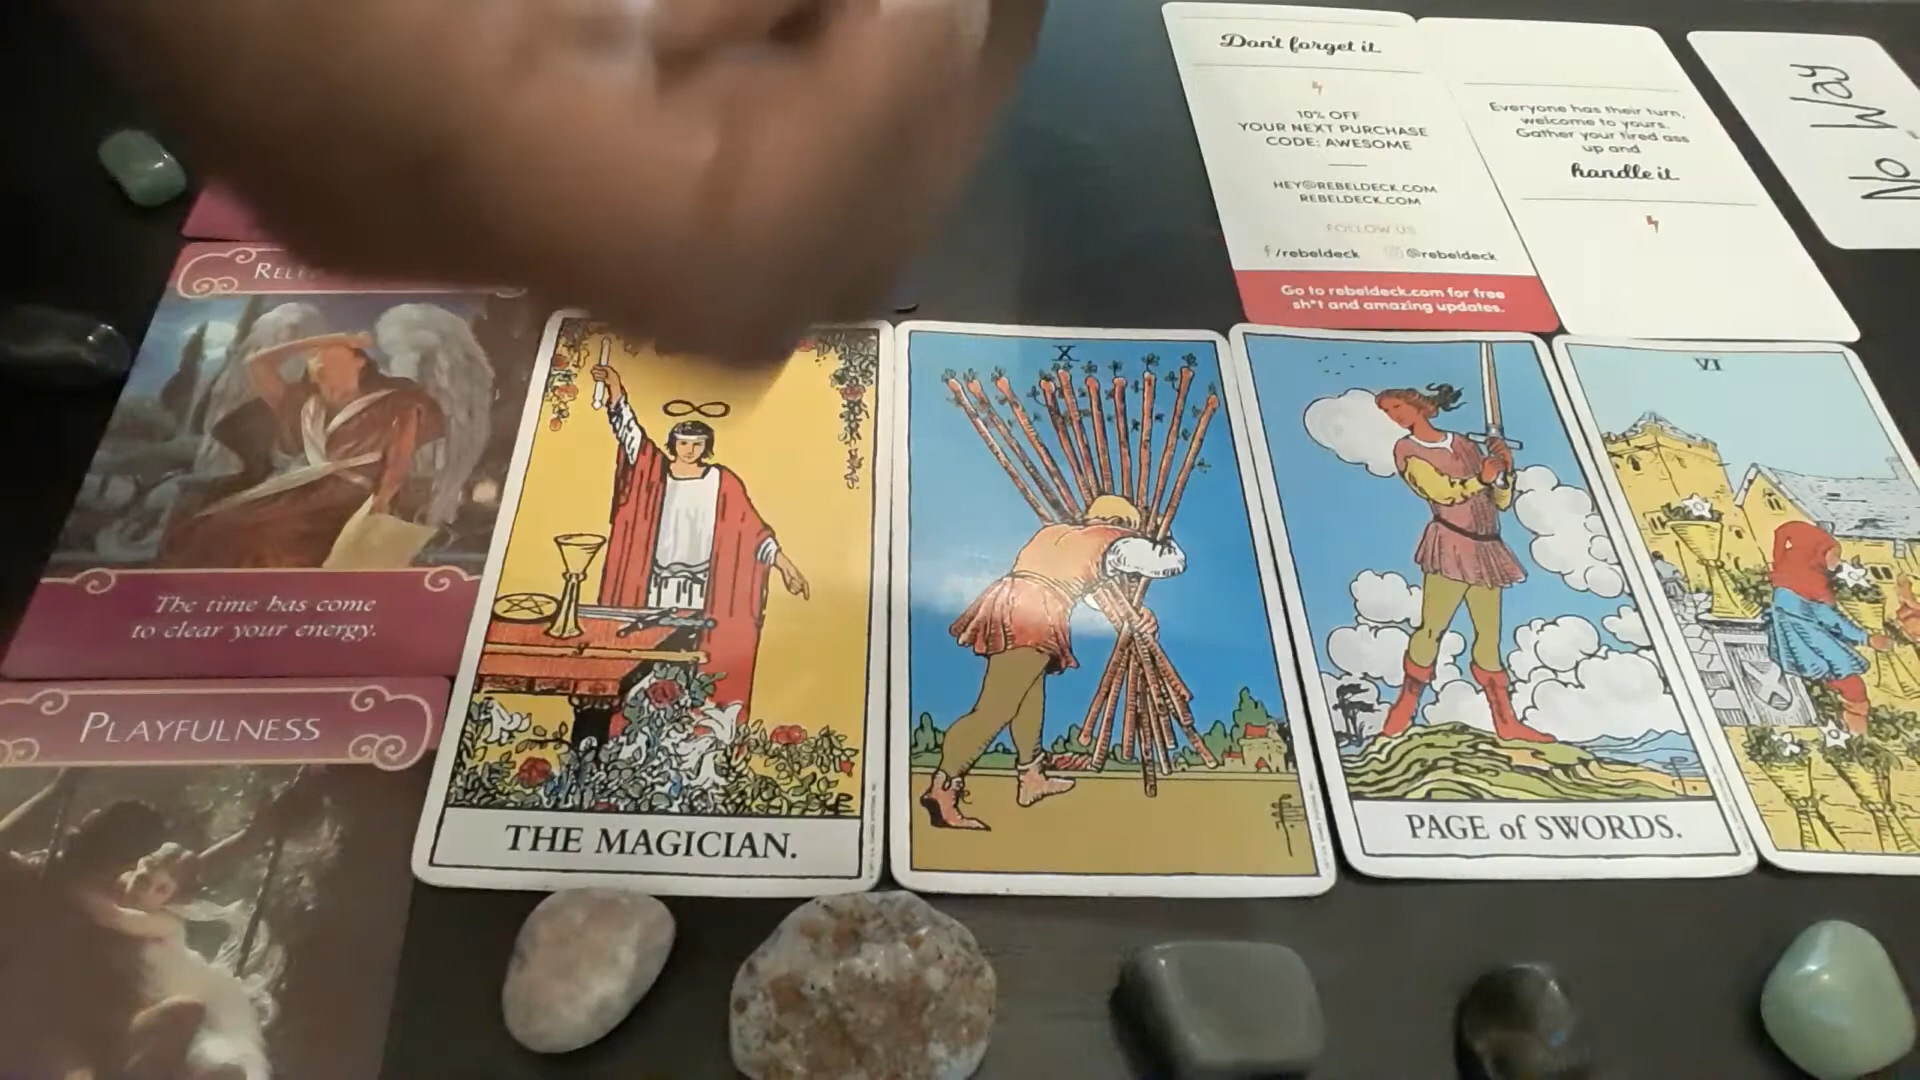 Don't forget it
10% OFF
YOUR NEXT PURCHASE
CODE: AWESOME
HEY@REBELDECK.COM
REBELDECK.COM
FOLLOW US
f/rebeldeck @rebeldeck
Go to rebeldeck.com for free
sh*t and amazing updates.
Everyone has their turn,
welcome to yours.
Gather your tired ass
up and
handle it
No Way
The time has come
to clear your energy.
PLAYFULNESS
THE MAGICIAN.
X
PAGE of SWORDS.
VI